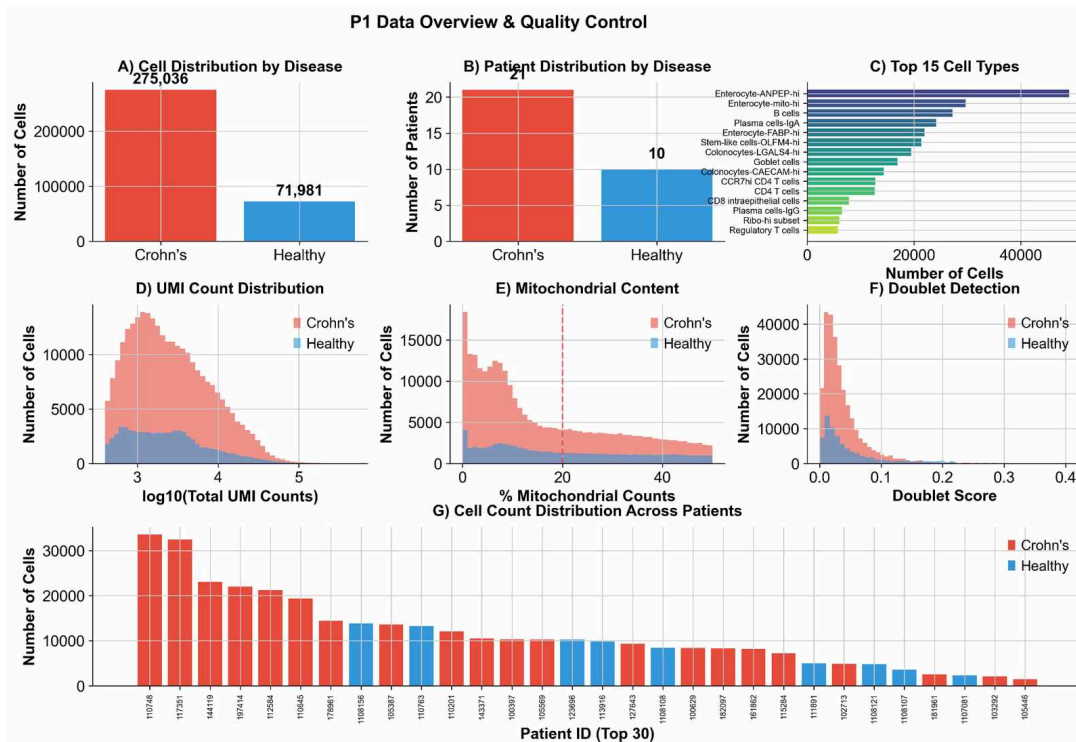 P1 Data Overview & Quality Control
A) Cell Distribution by Disease
275,036
71,981
Number of Cells
200000
100000
0
Crohn's
Healthy
B) Patient Distribution by Disease
21
10
Number of Patients
20
15
10
5
0
Crohn's
Healthy
C) Top 15 Cell Types
Enterocyte-ANPEP-hi
Enterocyte-mito-hi
B cells
Plasma cells-IgA
Enterocyte-FABP-hi
Stem-like cells-OLFM4-hi
Colonocytes-LGALS4-hi
Goblet cells
Colonocytes-CAECAM-hi
CCR7hi CD4 T cells
CD4 T cells
CD8 intraepithelial cells
Plasma cells-IgG
Ribo-hi subset
Regulatory T cells
0
20000
40000
Number of Cells
D) UMI Count Distribution
Crohn's
Healthy
Number of Cells
10000
5000
0
3
4
5
log10(Total UMI Counts)
E) Mitochondrial Content
Crohn's
Healthy
Number of Cells
15000
10000
5000
0
0
20
40
% Mitochondrial Counts
F) Doublet Detection
Crohn's
Healthy
Number of Cells
40000
30000
20000
10000
0
0.0
0.1
0.2
0.3
0.4
Doublet Score
G) Cell Count Distribution Across Patients
Crohn's
Healthy
Number of Cells
30000
20000
10000
0
1110748
117351
144119
197414
112584
110645
178961
1108156
105387
110763
110201
143371
100397
105569
123696
113916
127643
1108108
100629
182097
161862
115284
111891
102713
1108121
1108107
181961
1107081
103292
105446
Patient ID (Top 30)